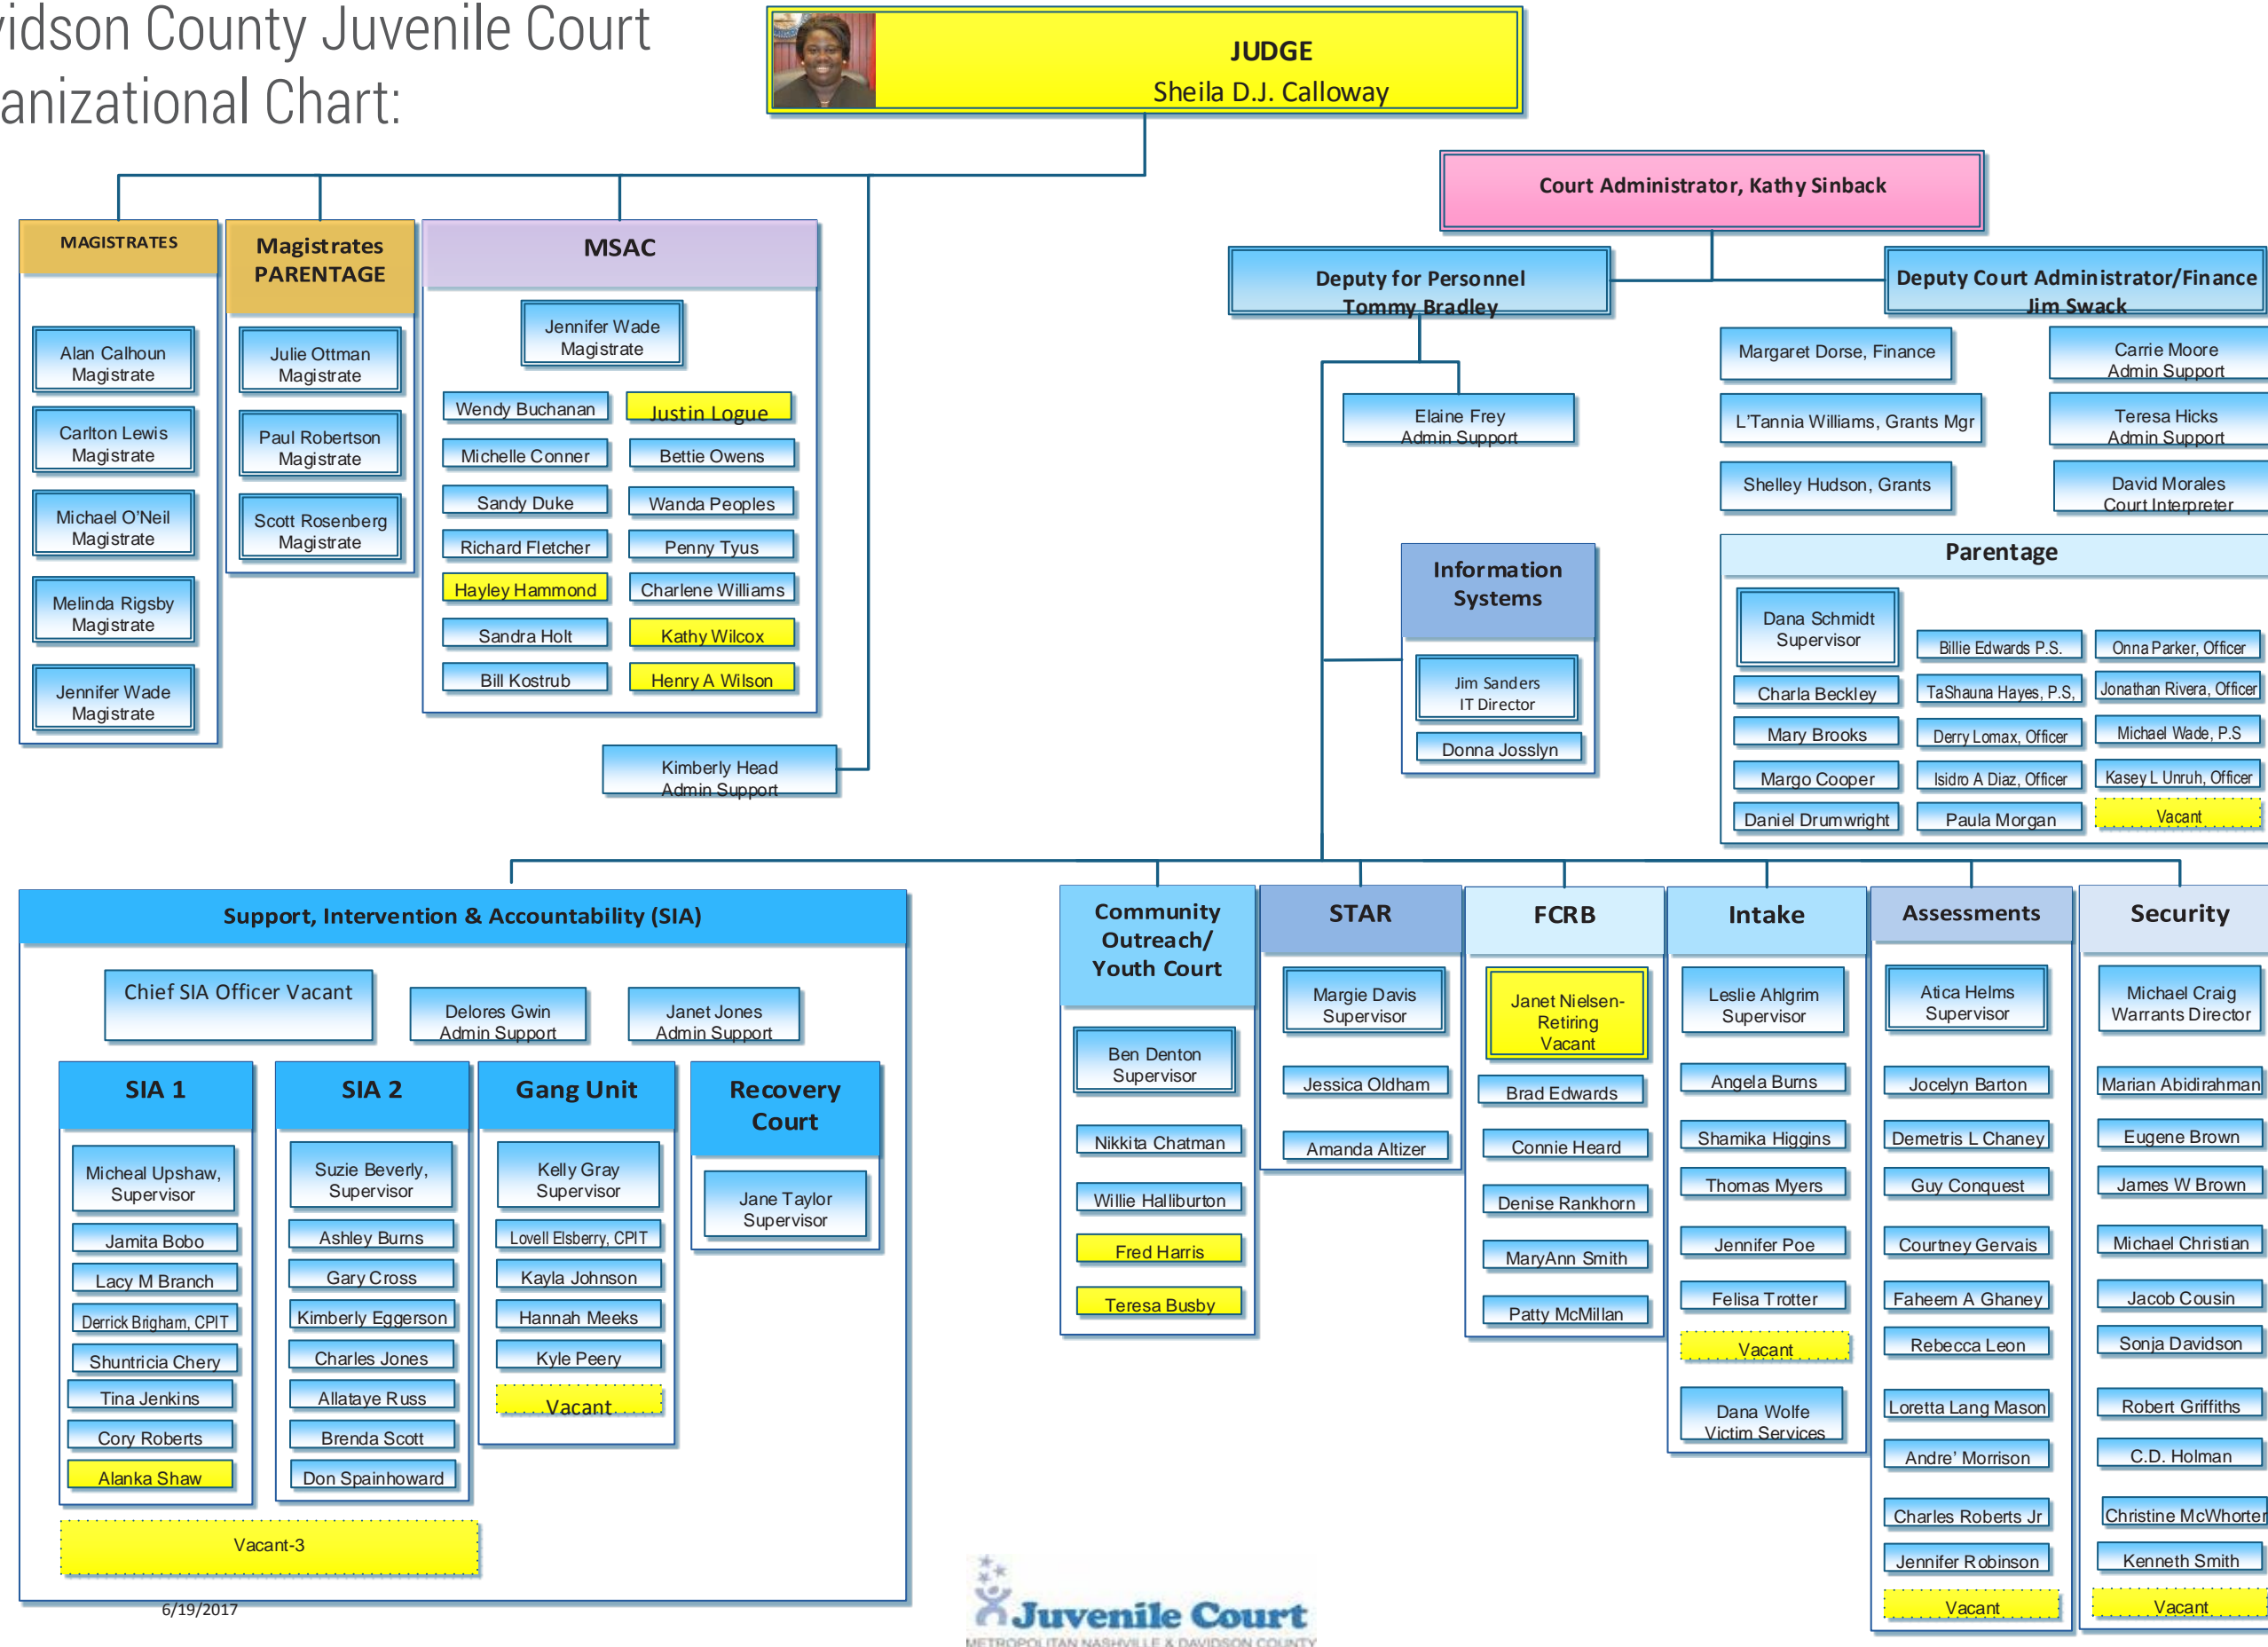 vidson County Juvenile Court
anizational Chart:
JUDGE
Sheila D.J. Calloway
Court Administrator, Kathy Sinback
Deputy for Personnel
Tommy Bradley
Deputy Court Administrator/Finance
Jim Swack
MAGISTRATES
Alan Calhoun
Magistrate
Carlton Lewis
Magistrate
Michael O’Neil
Magistrate
Melinda Rigsby
Magistrate
Jennifer Wade
Magistrate
Magistrates
PARENTAGE
Julie Ottman
Magistrate
Paul Robertson
Magistrate
Scott Rosenberg
Magistrate
MSAC
Jennifer Wade
Magistrate
Wendy Buchanan
Michelle Conner
Sandy Duke
Richard Fletcher
Hayley Hammond
Sandra Holt
Bill Kostrub
Justin Logue
Bettie Owens
Wanda Peoples
Penny Tyus
Charlene Williams
Kathy Wilcox
Henry A Wilson
Kimberly Head
Admin Support
Elaine Frey
Admin Support
Information
Systems
Jim Sanders
IT Director
Donna Josslyn
Margaret Dorse, Finance
L’Tannia Williams, Grants Mgr
Shelley Hudson, Grants
Carrie Moore
Admin Support
Teresa Hicks
Admin Support
David Morales
Court Interpreter
Parentage
Dana Schmidt
Supervisor
Charla Beckley
Mary Brooks
Margo Cooper
Daniel Drumwright
Billie Edwards P.S.
TaShauna Hayes, P.S,
Derry Lomax, Officer
Isidro A Diaz, Officer
Paula Morgan
Onna Parker, Officer
Jonathan Rivera, Officer
Michael Wade, P.S
Kasey L Unruh, Officer
Vacant
Support, Intervention & Accountability (SIA)
Chief SIA Officer Vacant
Delores Gwin
Admin Support
Janet Jones
Admin Support
SIA 1
Micheal Upshaw,
Supervisor
Jamita Bobo
Lacy M Branch
Derrick Brigham, CPIT
Shuntricia Chery
Tina Jenkins
Cory Roberts
Alanka Shaw
SIA 2
Suzie Beverly,
Supervisor
Ashley Burns
Gary Cross
Kimberly Eggerson
Charles Jones
Allataye Russ
Brenda Scott
Don Spainhoward
Gang Unit
Kelly Gray
Supervisor
Lovell Elsberry, CPIT
Kayla Johnson
Hannah Meeks
Kyle Peery
Vacant
Recovery
Court
Jane Taylor
Supervisor
Vacant-3
Community
Outreach/
Youth Court
Ben Denton
Supervisor
Nikkita Chatman
Willie Halliburton
Fred Harris
Teresa Busby
STAR
Margie Davis
Supervisor
Jessica Oldham
Amanda Altizer
FCRB
Janet Nielsen-
Retiring
Vacant
Brad Edwards
Connie Heard
Denise Rankhorn
MaryAnn Smith
Patty McMillan
Intake
Leslie Ahlgrim
Supervisor
Angela Burns
Shamika Higgins
Thomas Myers
Jennifer Poe
Felisa Trotter
Vacant
Dana Wolfe
Victim Services
Assessments
Atica Helms
Supervisor
Jocelyn Barton
Demetris L Chaney
Guy Conquest
Courtney Gervais
Faheem A Ghaney
Rebecca Leon
Loretta Lang Mason
Andre’ Morrison
Charles Roberts Jr
Jennifer Robinson
Vacant
Security
Michael Craig
Warrants Director
Marian Abidirahman
Eugene Brown
James W Brown
Michael Christian
Jacob Cousin
Sonja Davidson
Robert Griffiths
C.D. Holman
Christine McWhorter
Kenneth Smith
Vacant
6/19/2017
Juvenile Court
METROPOLITAN NASHVILLE & DAVIDSON COUNTY